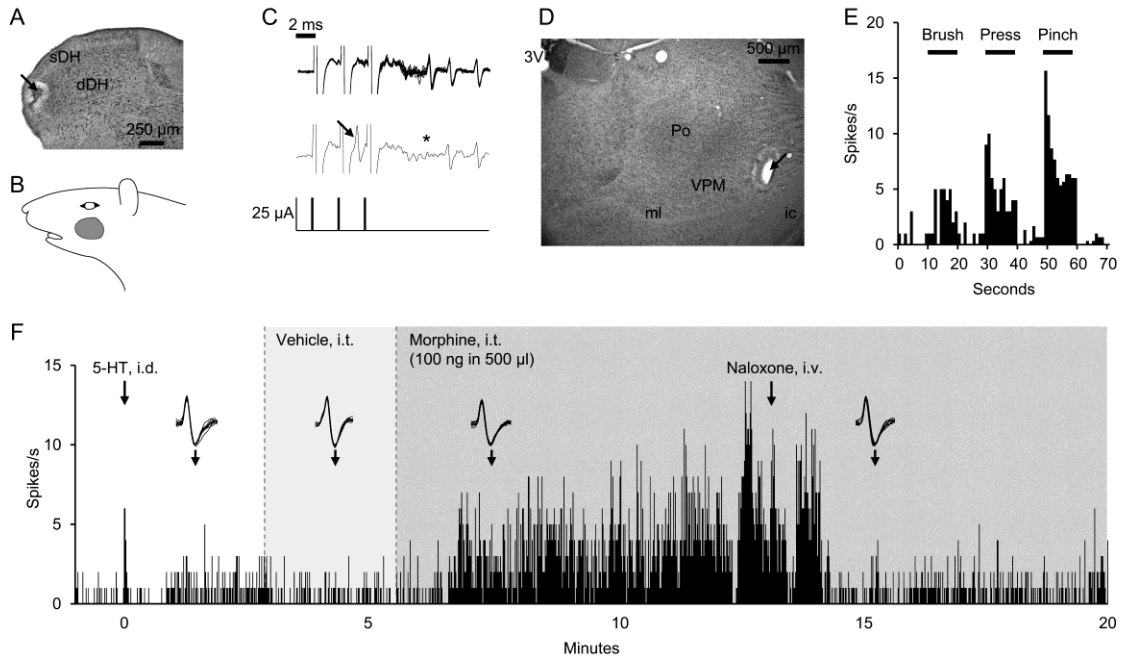 A
sDH
dDH
250 µm
B
C
2 ms
*
25 µA
D
3V
500 µm
Po
VPM
ml
ic
E
Brush
Press
Pinch
20
15
10
5
0
Spikes/s
0 10 20 30 40 50 60 70
Seconds
F
Vehicle, i.t.
Morphine, i.t.
(100 ng in 500 µl)
5-HT, i.d.
Naloxone, i.v.
15
10
5
0
Spikes/s
0 5 10 15 20
Minutes